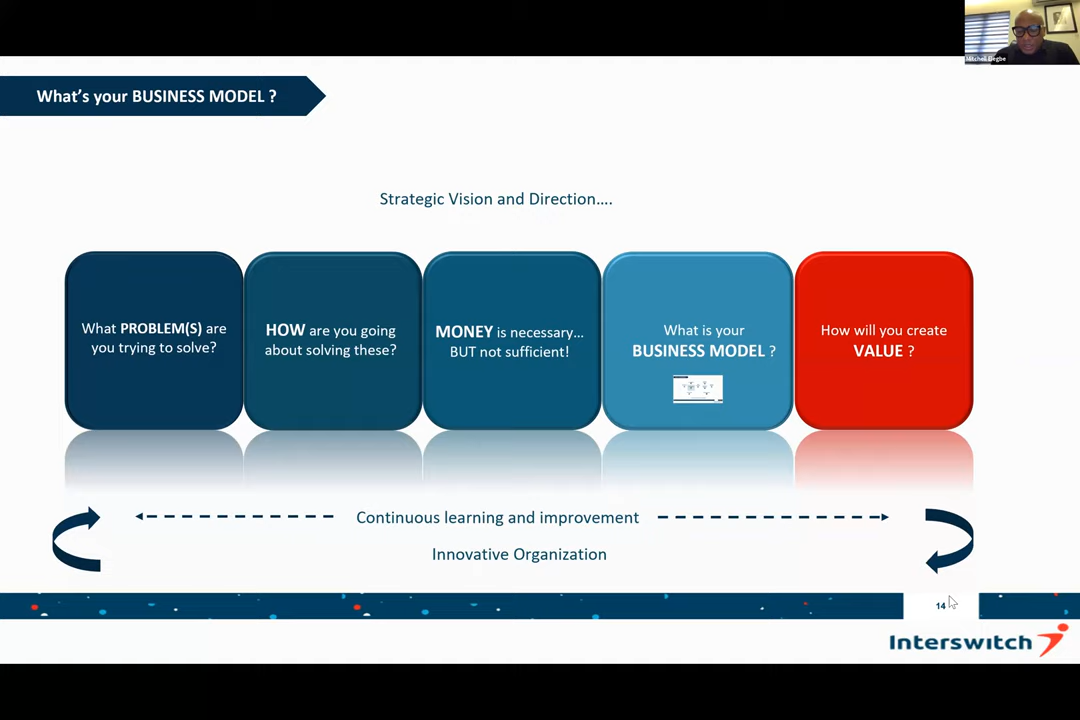 Mitchell Elegbe
What's your BUSINESS MODEL ?
Strategic Vision and Direction....
What PROBLEM(S) are
you trying to solve?
HOW are you going
about solving these?
MONEY is necessary...
BUT not sufficient!
What is your
BUSINESS MODEL ?
How will you create
VALUE ?
Continuous learning and improvement
Innovative Organization
14
Interswitch